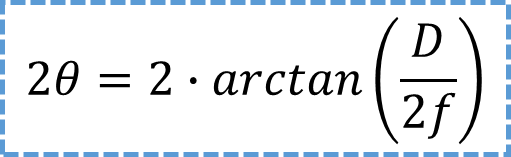 2θ = 2 · arctan(D/2f)